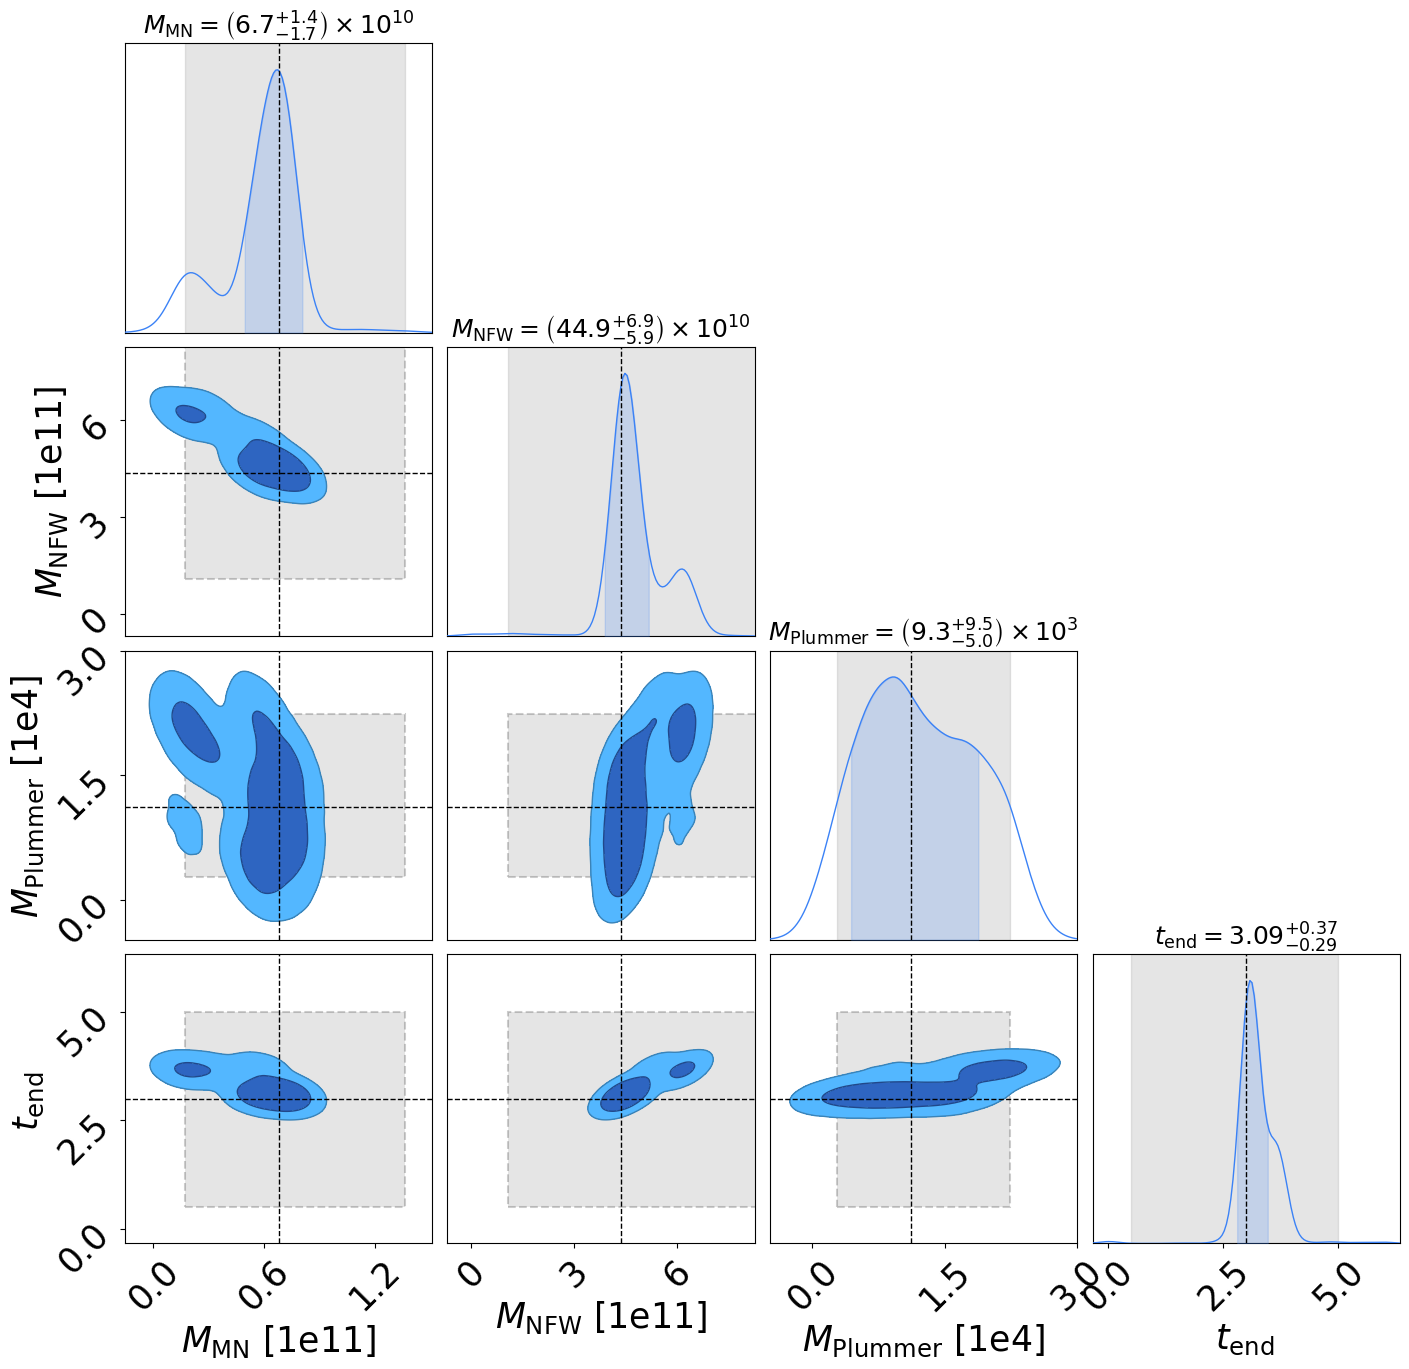 M_MN = (6.7 +1.4 −1.7) × 10^10
M_NFW = (44.9 +6.9 −5.9) × 10^10
M_NFW [1e11]
6
3
0
M_Plummer = (9.3 +9.5 −5.0) × 10^3
M_Plummer [1e4]
3.0
1.5
0.0
t_end = 3.09 +0.37 −0.29
t_end
5.0
2.5
0.0
0.0 0.6 1.2
M_MN [1e11]
0 3 6
M_NFW [1e11]
0.0 1.5 3.0
M_Plummer [1e4]
0.0 2.5 5.0
t_end